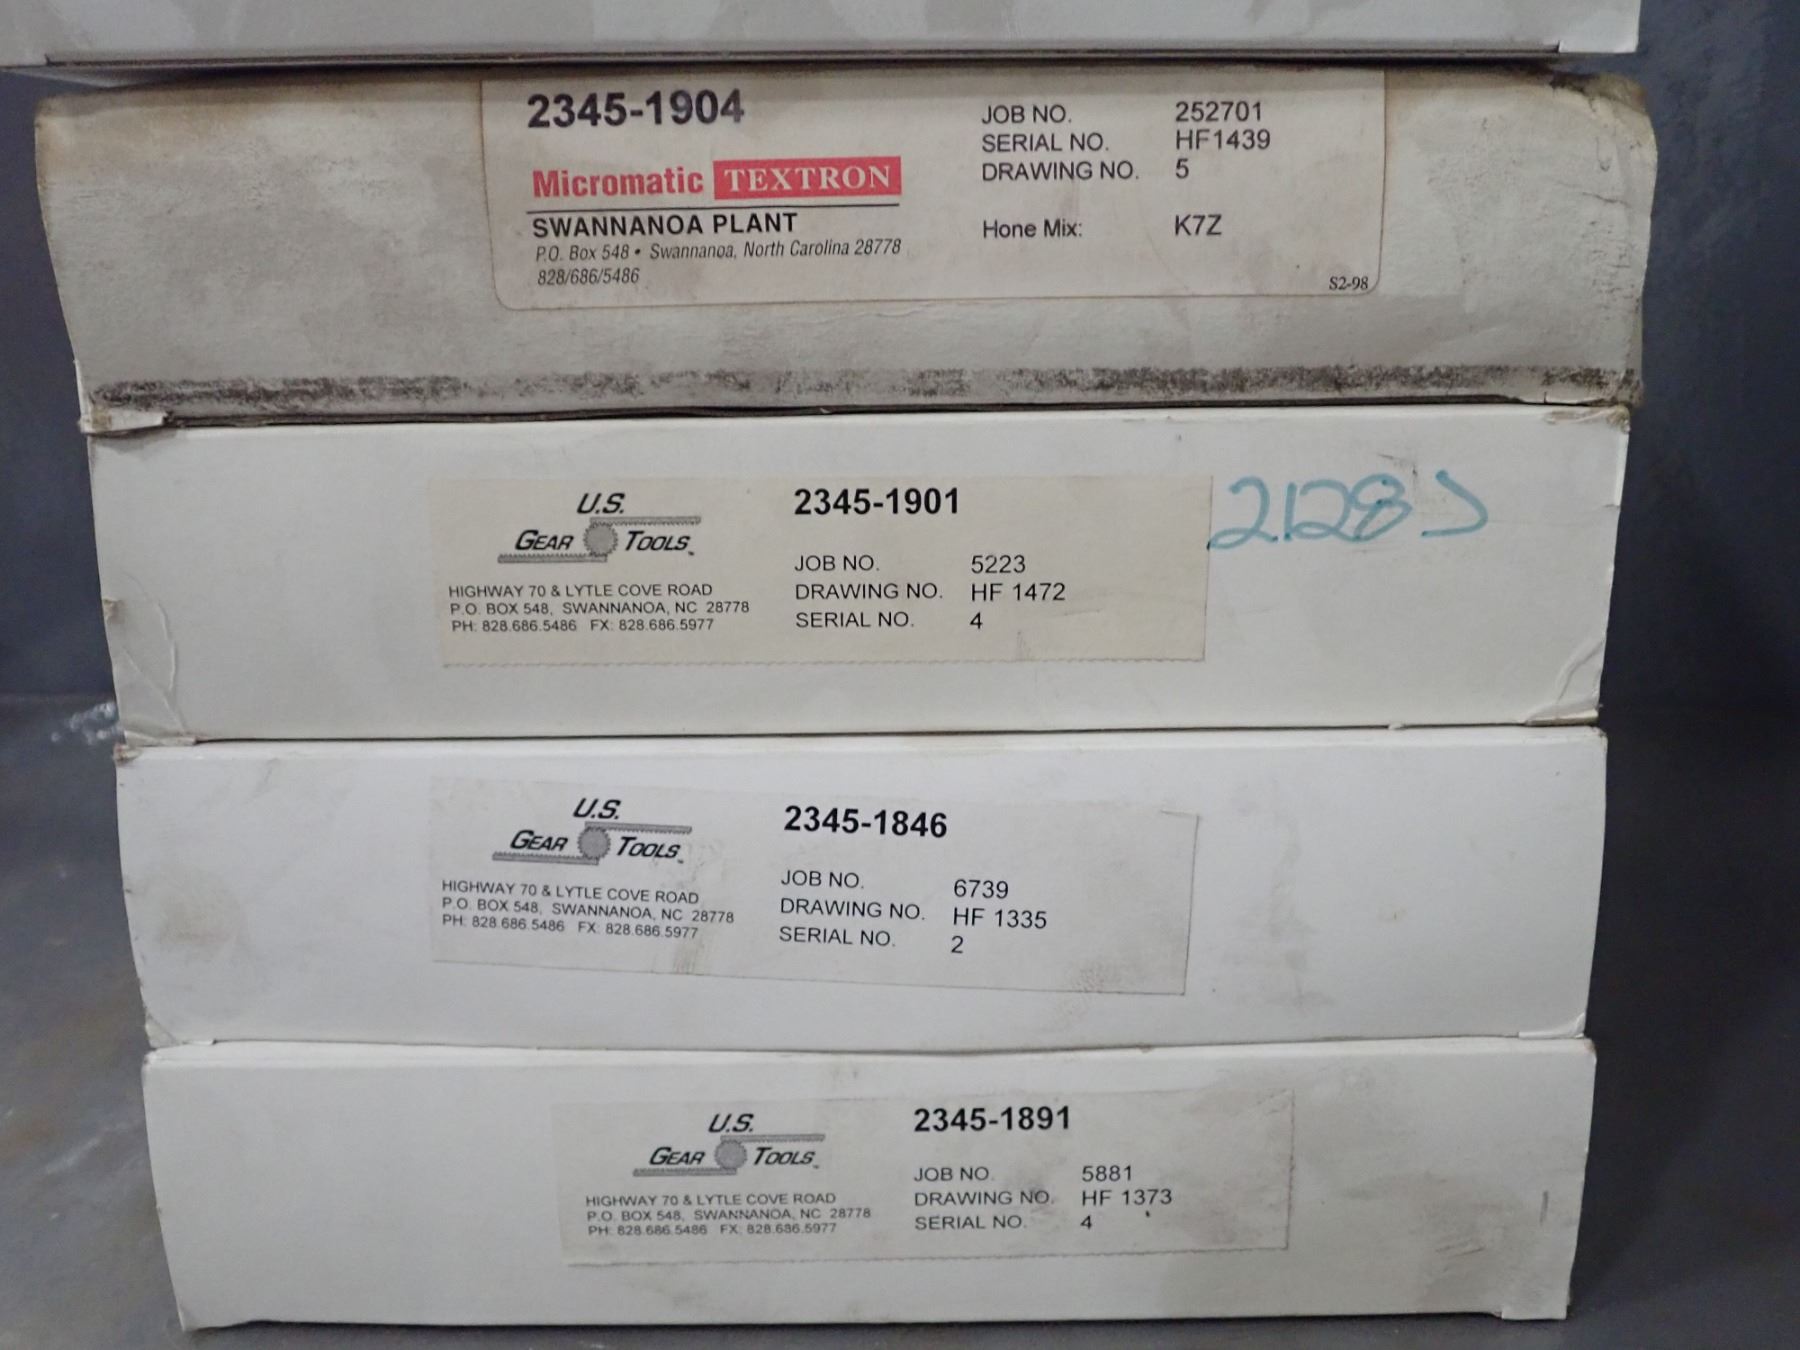 2345-1904
Micromatic TEXTRON
SWANNANOA PLANT
P.O. Box 548 • Swannanoa, North Carolina 28778
828/686/5486
JOB NO. 252701
SERIAL NO. HF1439
DRAWING NO. 5
Hone Mix: K7Z
S2-98
U.S.
GEAR TOOLS
HIGHWAY 70 & LYTLE COVE ROAD
P.O. BOX 548, SWANNANOA, NC 28778
PH: 828.686.5486 FX: 828.686.5977
2345-1901
JOB NO. 5223
DRAWING NO. HF 1472
SERIAL NO. 4
U.S.
GEAR TOOLS
HIGHWAY 70 & LYTLE COVE ROAD
P.O. BOX 548, SWANNANOA, NC 28778
PH: 828.686.5486 FX: 828.686.5977
2345-1846
JOB NO. 6739
DRAWING NO. HF 1335
SERIAL NO. 2
U.S.
GEAR TOOLS
HIGHWAY 70 & LYTLE COVE ROAD
P.O. BOX 548, SWANNANOA, NC 28778
PH: 828.686.5486 FX: 828.686.5977
2345-1891
JOB NO. 5881
DRAWING NO. HF 1373
SERIAL NO. 4